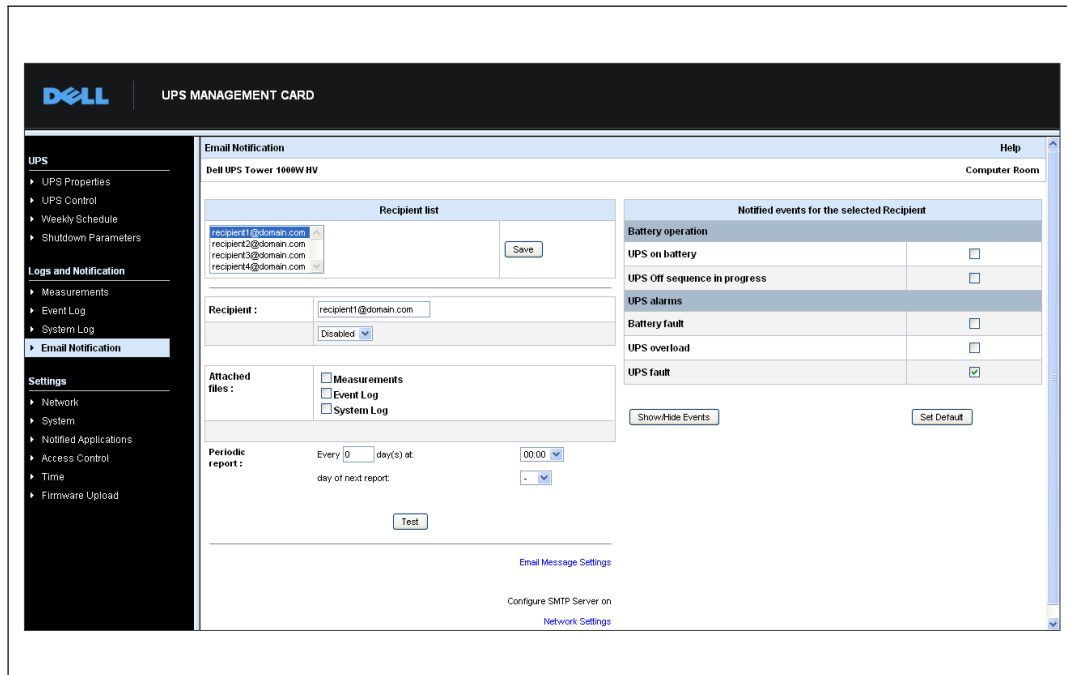 DELL
UPS MANAGEMENT CARD
UPS
UPS Properties
UPS Control
Weekly Schedule
Shutdown Parameters
Logs and Notification
Measurements
Event Log
System Log
Email Notification
Settings
Network
System
Notified Applications
Access Control
Time
Firmware Upload
Email Notification
Help
Dell UPS Tower 1000W HV
Computer Room
Recipient list
recipient1@domain.com
recipient2@domain.com
recipient3@domain.com
recipient4@domain.com
Save
Recipient :
recipient1@domain.com
Disabled
Attached files :
Measurements
Event Log
System Log
Periodic report :
Every 0 day(s) at: 00:00
day of next report: -
Test
Email Message Settings
Configure SMTP Server on
Network Settings
Notified events for the selected Recipient
Battery operation
UPS on battery
UPS Off sequence in progress
UPS alarms
Battery fault
UPS overload
UPS fault
Show/Hide Events
Set Default